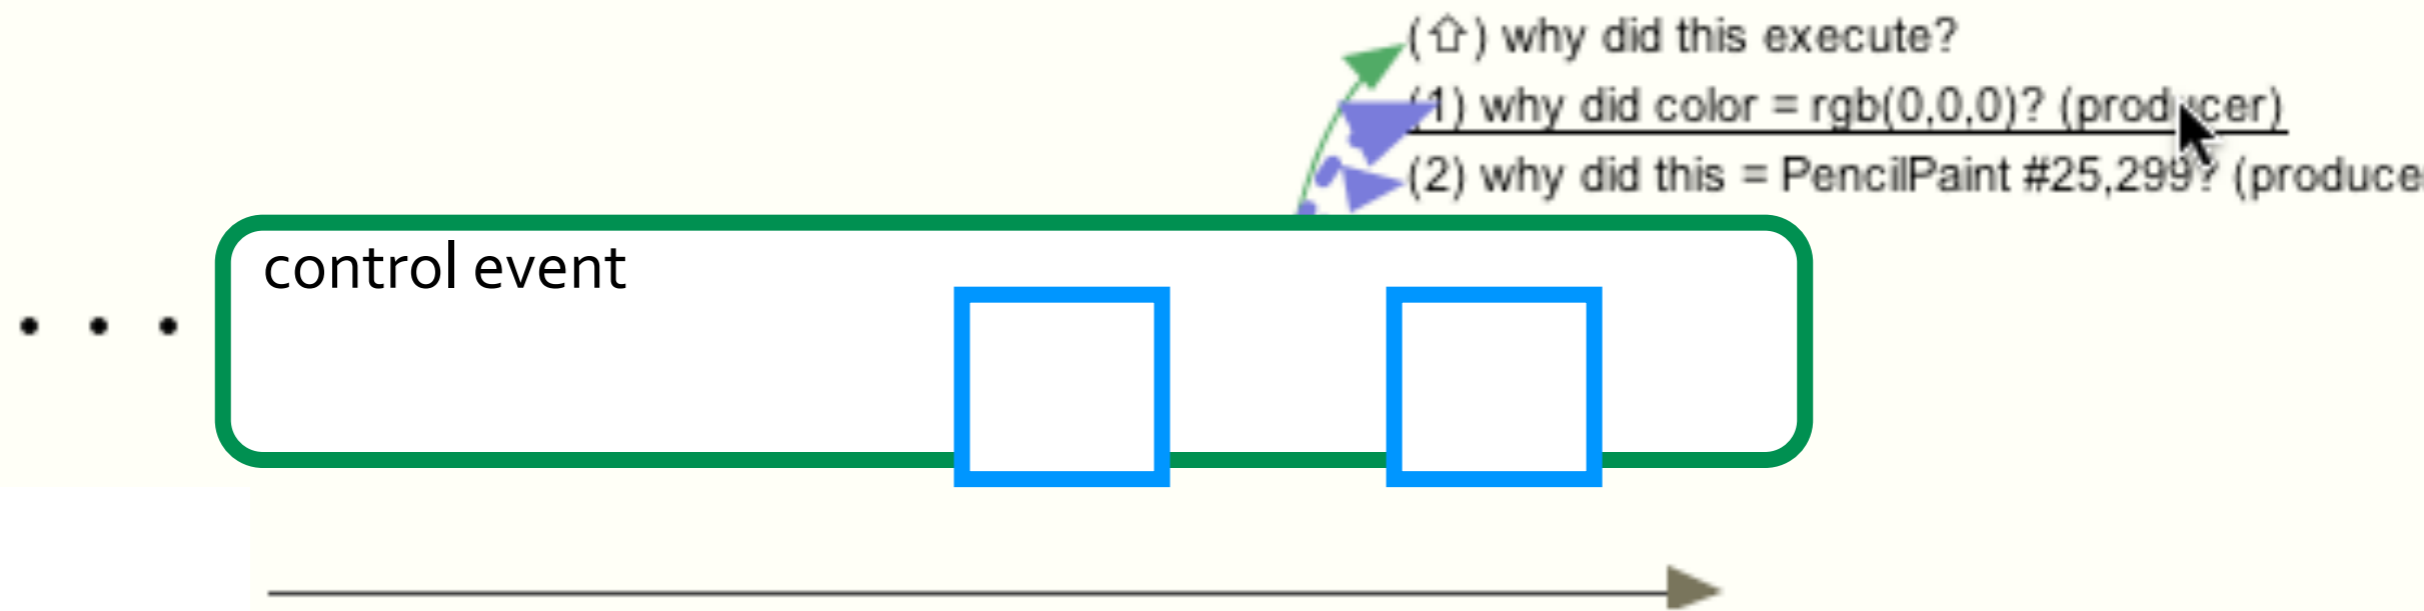 (⇧) why did this execute?
(1) why did color = rgb(0,0,0)? (producer)
(2) why did this = PencilPaint #25,299? (produce
control event